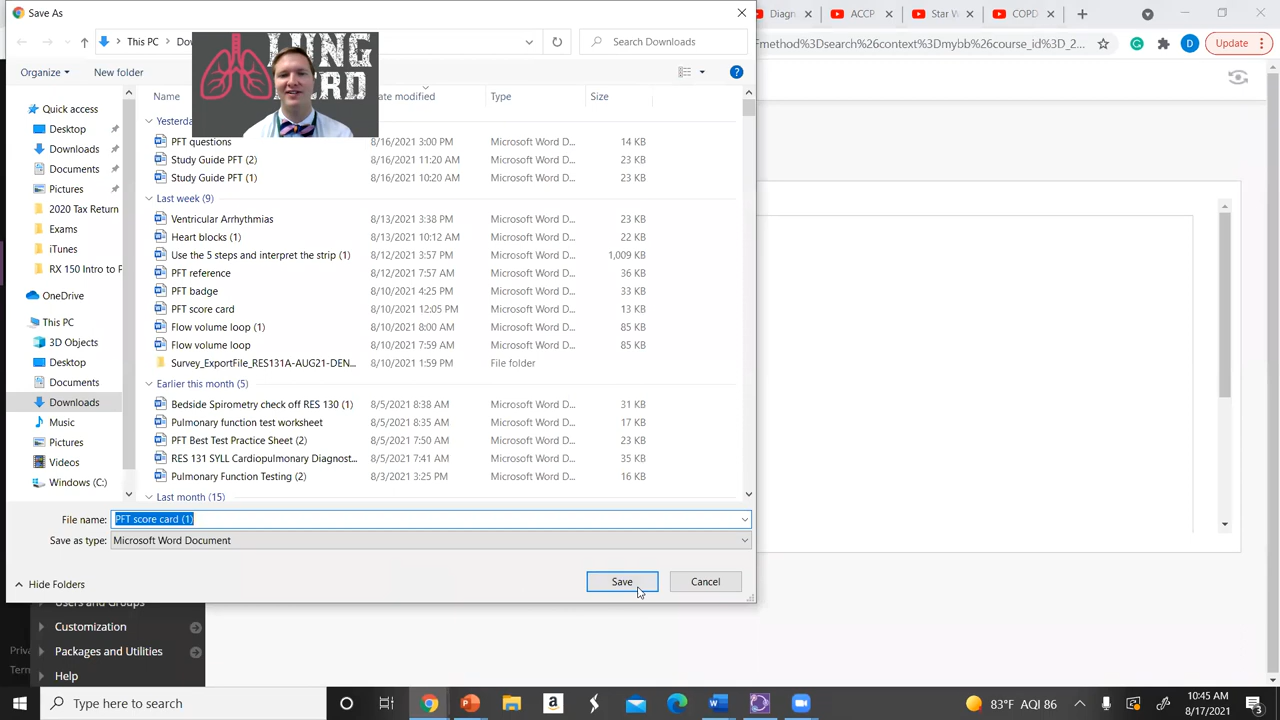 Save As
Diagn
ACCP
Star W
COPD
This PC
Dow
Search Downloads
Fmethod%3Dsearch%26context%3Dmybb%26course_id%3D_2...
D
Update
Organize
New folder
LUNG
Name
ate modified
Type
Size
Quick access
Desktop
Downloads
Documents
Pictures
2020 Tax Return
Exams
iTunes
RX 150 Intro to P
OneDrive
This PC
3D Objects
Desktop
Documents
Downloads
Music
Pictures
Videos
Windows (C:)
Yesterda
PFT questions 8/16/2021 3:00 PM Microsoft Word D... 14 KB
Study Guide PFT (2) 8/16/2021 11:20 AM Microsoft Word D... 23 KB
Study Guide PFT (1) 8/16/2021 10:20 AM Microsoft Word D... 23 KB
Last week (9)
Ventricular Arrhythmias 8/13/2021 3:38 PM Microsoft Word D... 23 KB
Heart blocks (1) 8/13/2021 10:12 AM Microsoft Word D... 22 KB
Use the 5 steps and interpret the strip (1) 8/12/2021 3:57 PM Microsoft Word D... 1,009 KB
PFT reference 8/12/2021 7:57 AM Microsoft Word D... 36 KB
PFT badge 8/10/2021 4:25 PM Microsoft Word D... 33 KB
PFT score card 8/10/2021 12:05 PM Microsoft Word D... 13 KB
Flow volume loop (1) 8/10/2021 8:00 AM Microsoft Word D... 85 KB
Flow volume loop 8/10/2021 7:59 AM Microsoft Word D... 85 KB
Survey_ExportFile_RES131A-AUG21-DEN... 8/10/2021 1:59 PM File folder
Earlier this month (5)
Bedside Spirometry check off RES 130 (1) 8/5/2021 8:38 AM Microsoft Word D... 31 KB
Pulmonary function test worksheet 8/5/2021 8:35 AM Microsoft Word D... 17 KB
PFT Best Test Practice Sheet (2) 8/5/2021 7:50 AM Microsoft Word D... 23 KB
RES 131 SYLL Cardiopulmonary Diagnost... 8/5/2021 7:41 AM Microsoft Word D... 35 KB
Pulmonary Function Testing (2) 8/3/2021 3:25 PM Microsoft Word D... 16 KB
Last month (15)
File name: PFT score card (1)
Save as type: Microsoft Word Document
Hide Folders
Save
Cancel
Users and Groups
Customization
Packages and Utilities
Help
Priva
Term
Type here to search
83°F AQI 86
10:45 AM
8/17/2021
3